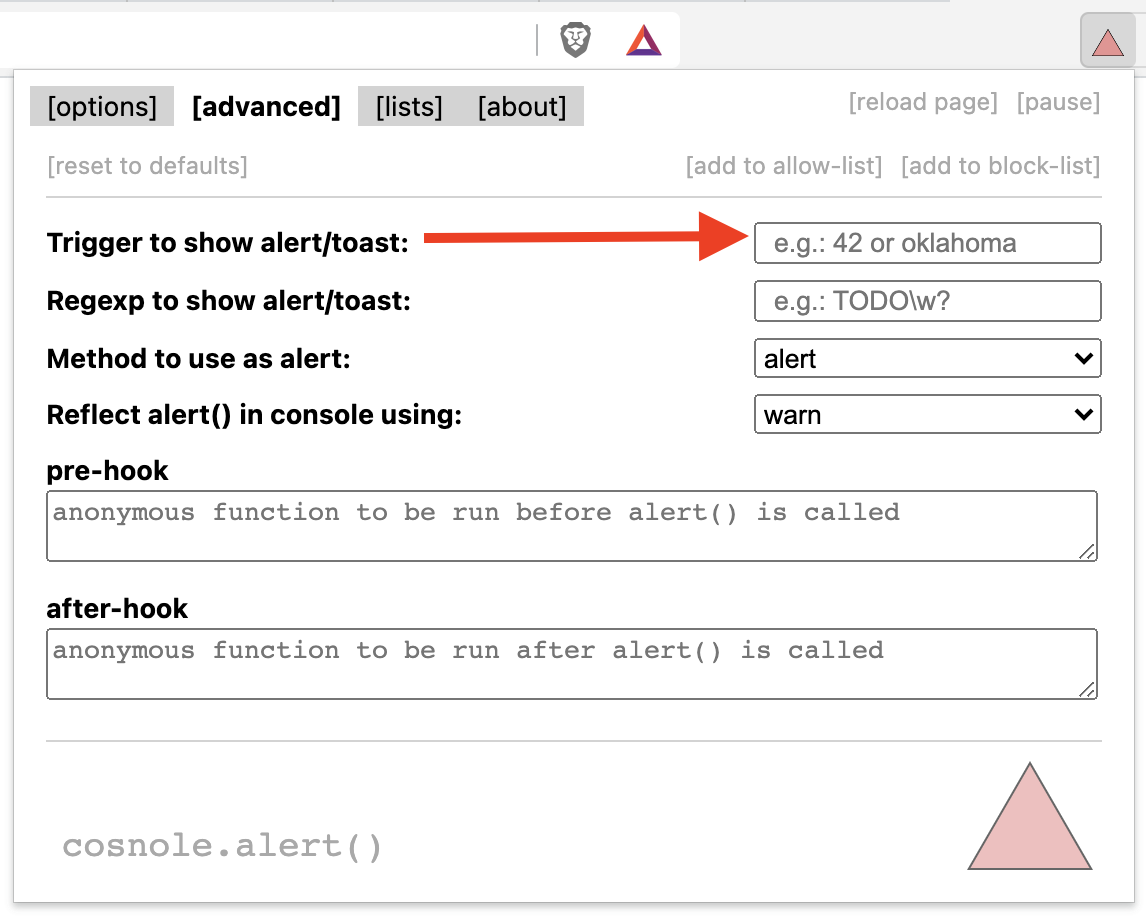 [options] [advanced] [lists] [about] [reload page] [pause]
[reset to defaults] [add to allow-list] [add to block-list]
Trigger to show alert/toast: e.g.: 42 or oklahoma
Regexp to show alert/toast: e.g.: TODO\w?
Method to use as alert: alert
Reflect alert() in console using: warn
pre-hook
anonymous function to be run before alert() is called
after-hook
anonymous function to be run after alert() is called
cosnole.alert()